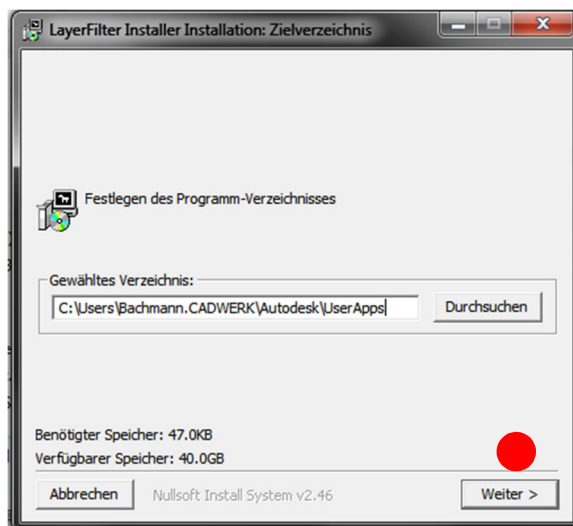 LayerFilter Installer Installation: Zielverzeichnis
Festlegen des Programm-Verzeichnisses
Gewähltes Verzeichnis:
C:\Users\Bachmann.CADWERK\Autodesk\UserApps
Durchsuchen
Benötigter Speicher: 47.0KB
Verfügbarer Speicher: 40.0GB
Abbrechen
Nullsoft Install System v2.46
Weiter >